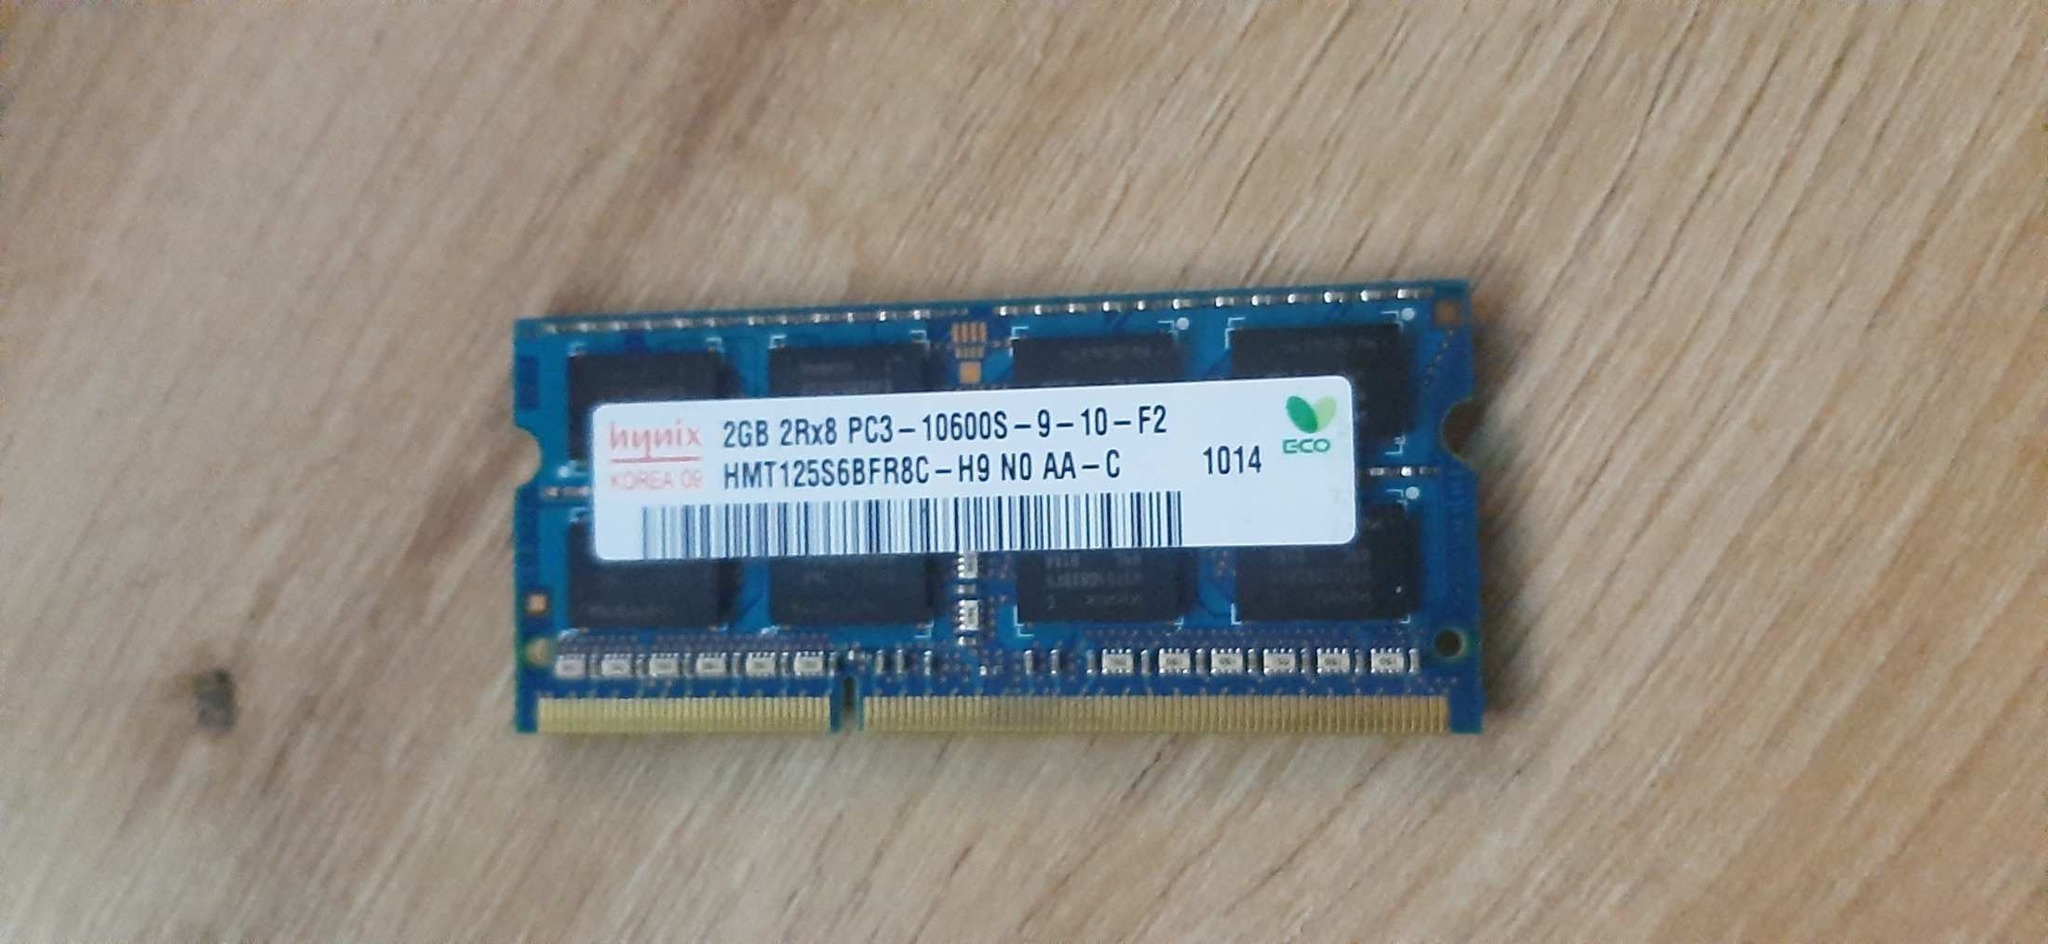 hynix
KOREA 09
2GB 2Rx8 PC3-10600S-9-10-F2
HMT125S6BFR8C-H9 N0 AA-C
1014
ECO